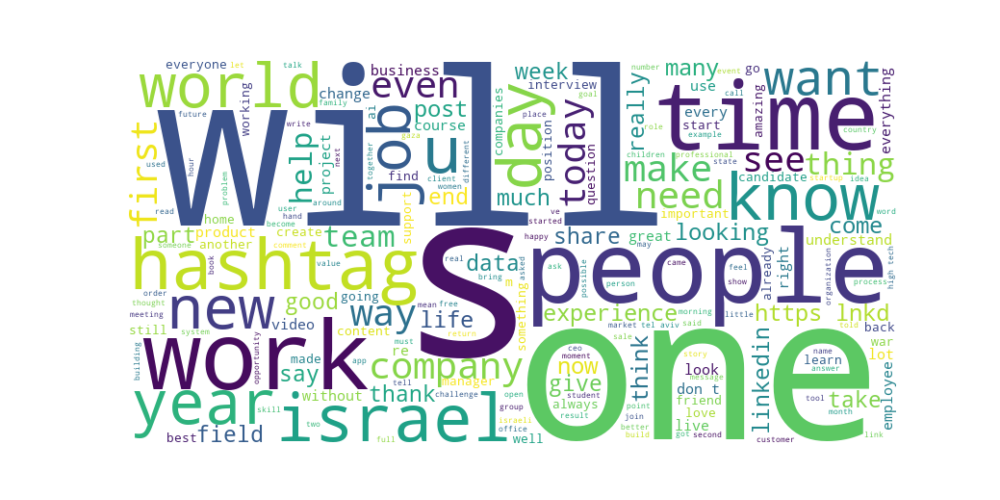 everyone let talk business week many go want everything
world change even interview use
future working family ai post companies number event call amazing
first write course day place goal really every time country
help project job u today start example
used hour together find position question role see thing
problem around next client different much make children professional candidate startup idea
read user women end need state know word
home hand support started ve important
part product create become team happy share great looking come
someone another comment may understand
hashtag book value data real ask m bring people already right organization process high tech
thought order new good going way mean free life something asked possible person came feel show little
meeting still video content return experience https lnkd
system must s market tel aviv said morning told back
building work opportunity made re app company ceo moment now think sale story look name war lot
say tell challenge manager open student give don t message learn answer employee
year skill without thank group israeli always point friend tool take
israel two office result join love live month
best field full well better build got second linkedin customer link
will one
gaza